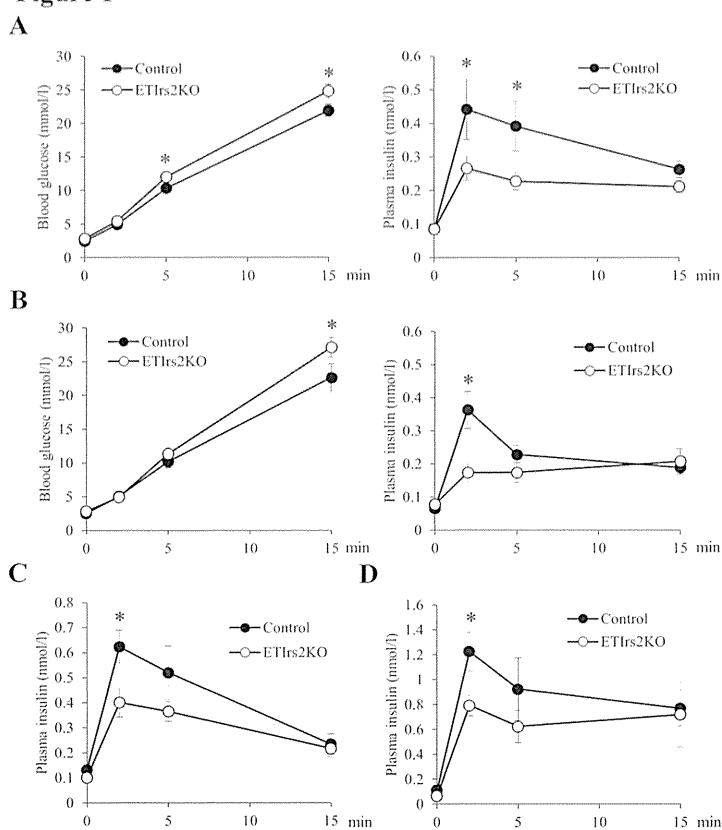 A
Blood glucose (mmol/l)
30
25
20
15
10
5
0
Control
ETIrs2KO
*
*
0 5 10 15 min
Plasma insulin (nmol/l)
0.6
0.5
0.4
0.3
0.2
0.1
0
*
*
Control
ETIrs2KO
0 5 10 15 min
B
Blood glucose (mmol/l)
30
25
20
15
10
5
0
Control
ETIrs2KO
*
0 5 10 15 min
Plasma insulin (nmol/l)
0.6
0.5
0.4
0.3
0.2
0.1
0
*
Control
ETIrs2KO
0 5 10 15 min
C
Plasma insulin (nmol/l)
0.8
0.7
0.6
0.5
0.4
0.3
0.2
0.1
0
*
Control
ETIrs2KO
0 5 10 15 min
D
Plasma insulin (nmol/l)
1.6
1.4
1.2
1
0.8
0.6
0.4
0.2
0
*
Control
ETIrs2KO
0 5 10 15 min